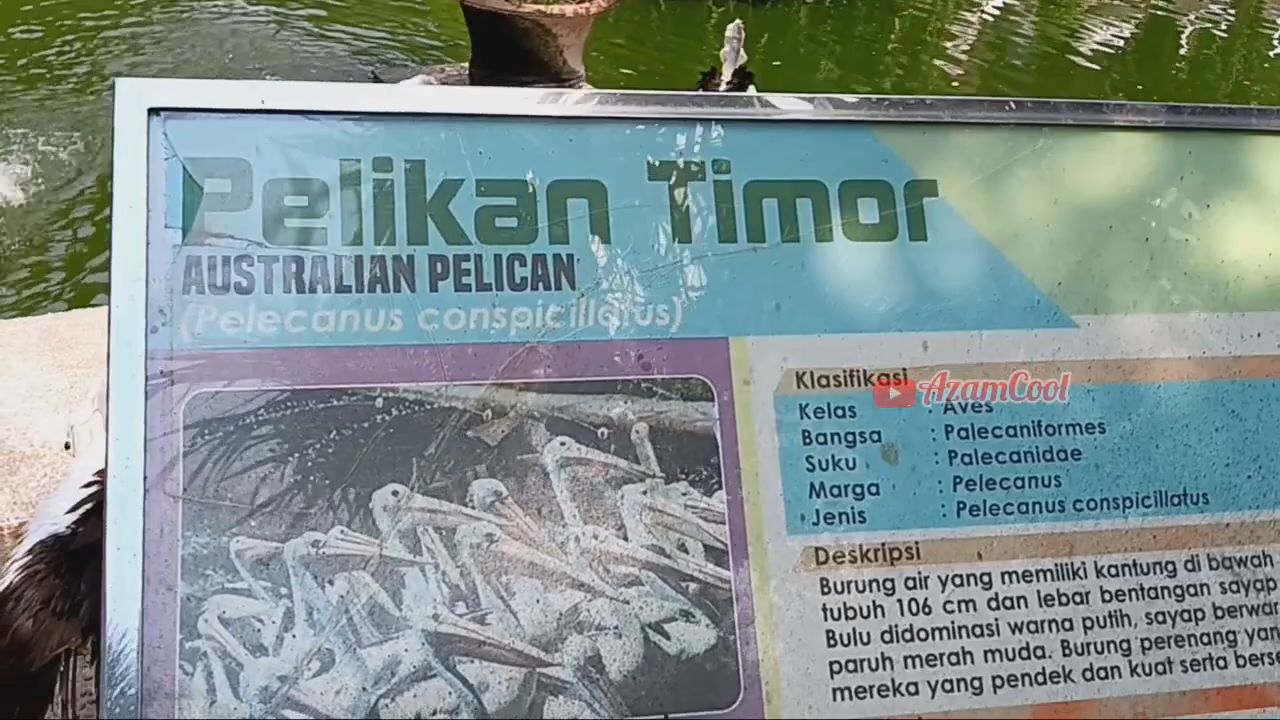 Pelikan Timor
AUSTRALIAN PELICAN
(Pelecanus conspicillatus)
Klasifikasi
AzamCool
Kelas : Aves
Bangsa : Palecaniformes
Suku : Palecanidae
Marga : Pelecanus
Jenis : Pelecanus conspicillatus
Deskripsi
Burung air yang memiliki kantung di bawah
tubuh 106 cm dan lebar bentangan sayap
Bulu didominasi warna putih, sayap berwar
paruh merah muda. Burung perenang yan
mereka yang pendek dan kuat serta berse